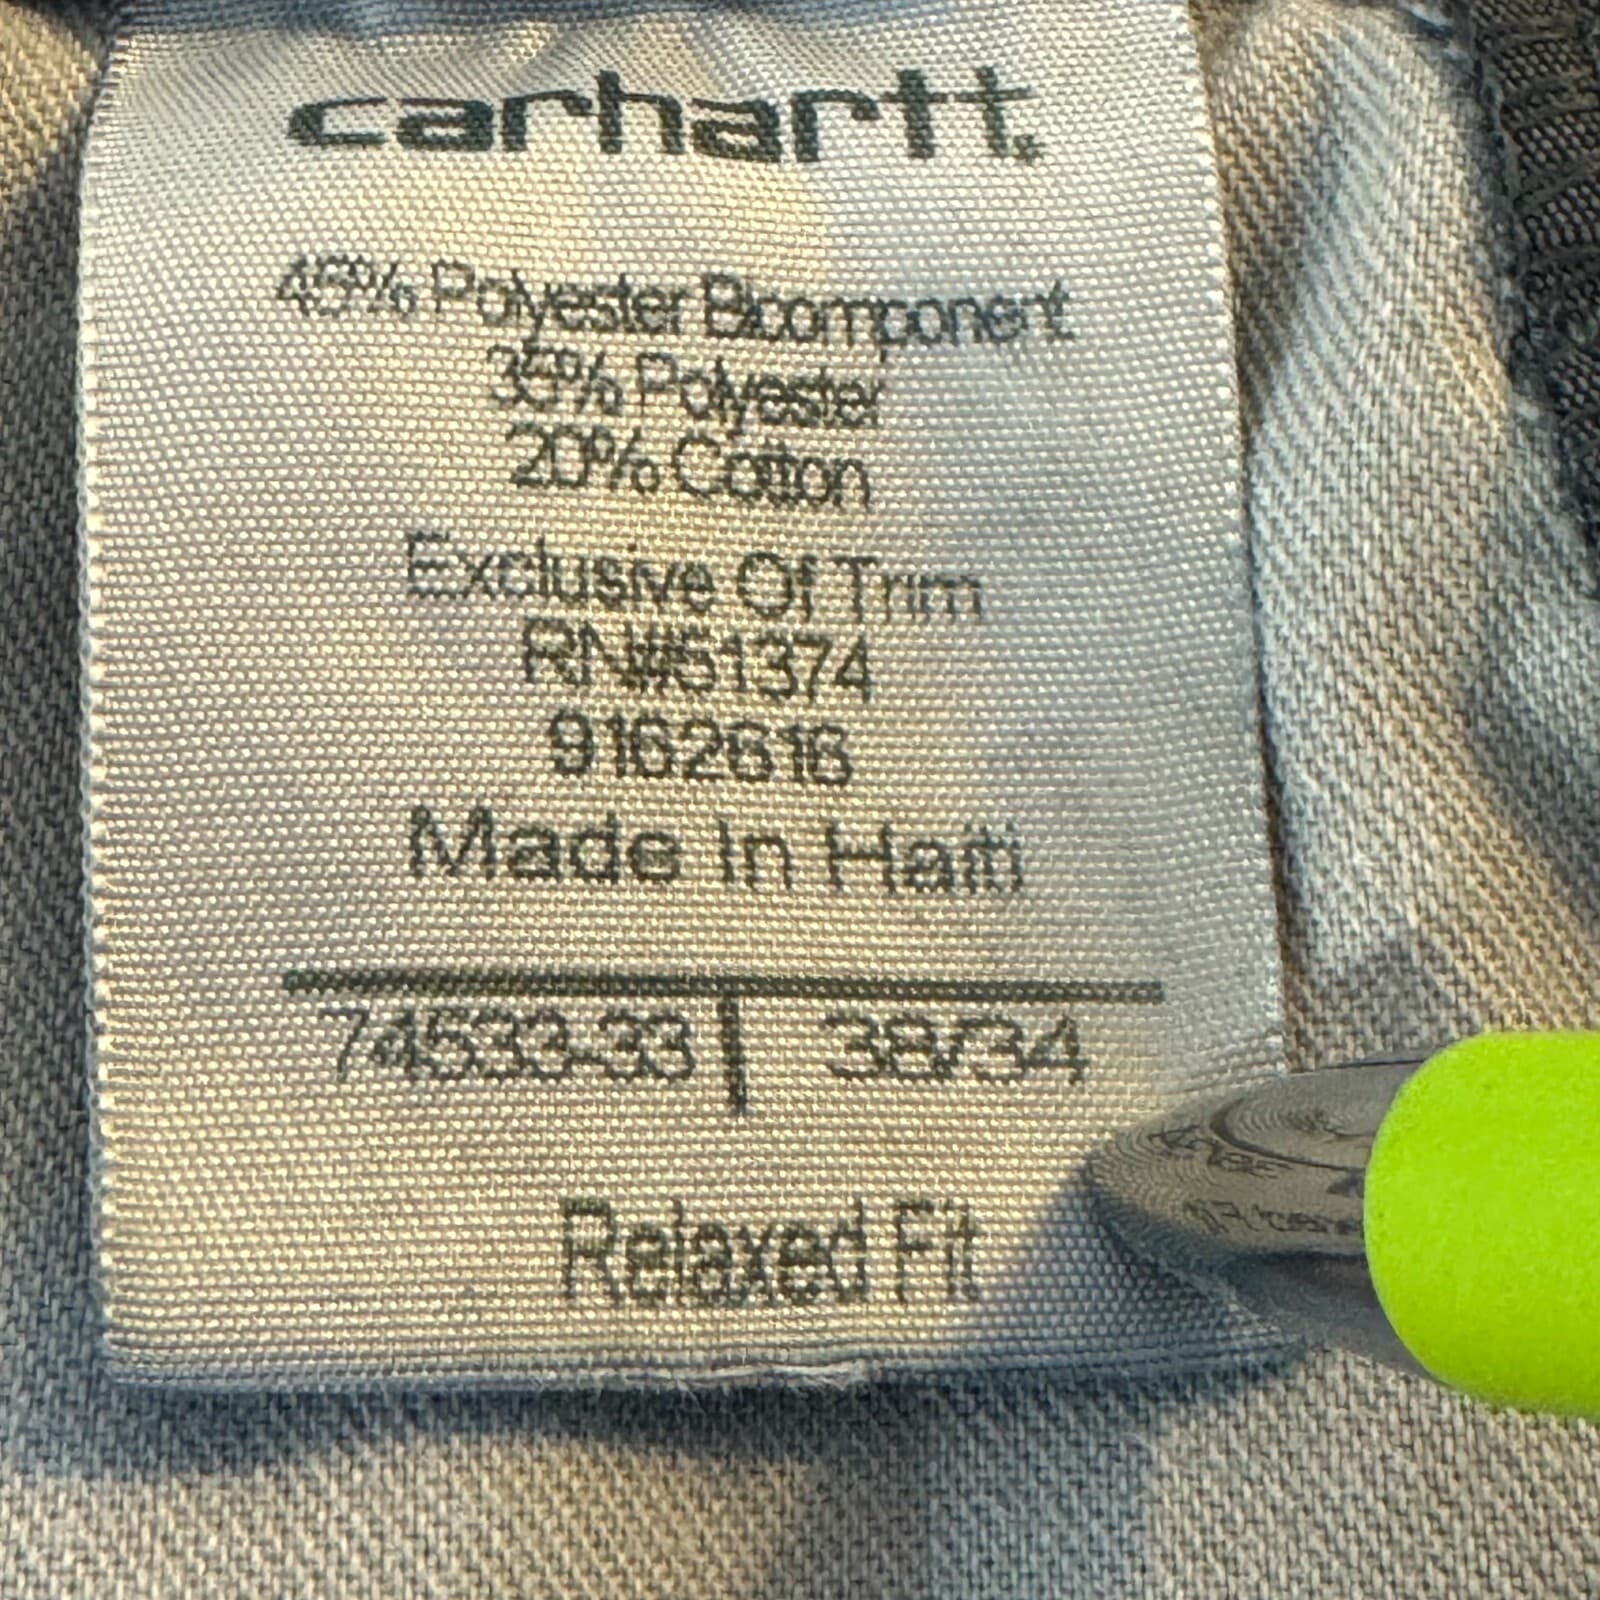 carhartt.
45% Polyester Bicomponent
35% Polyester
20% Cotton
Exclusive Of Trim
RN#51374
9162616
Made In Haiti
74533-33 | 38/34
Relaxed Fit